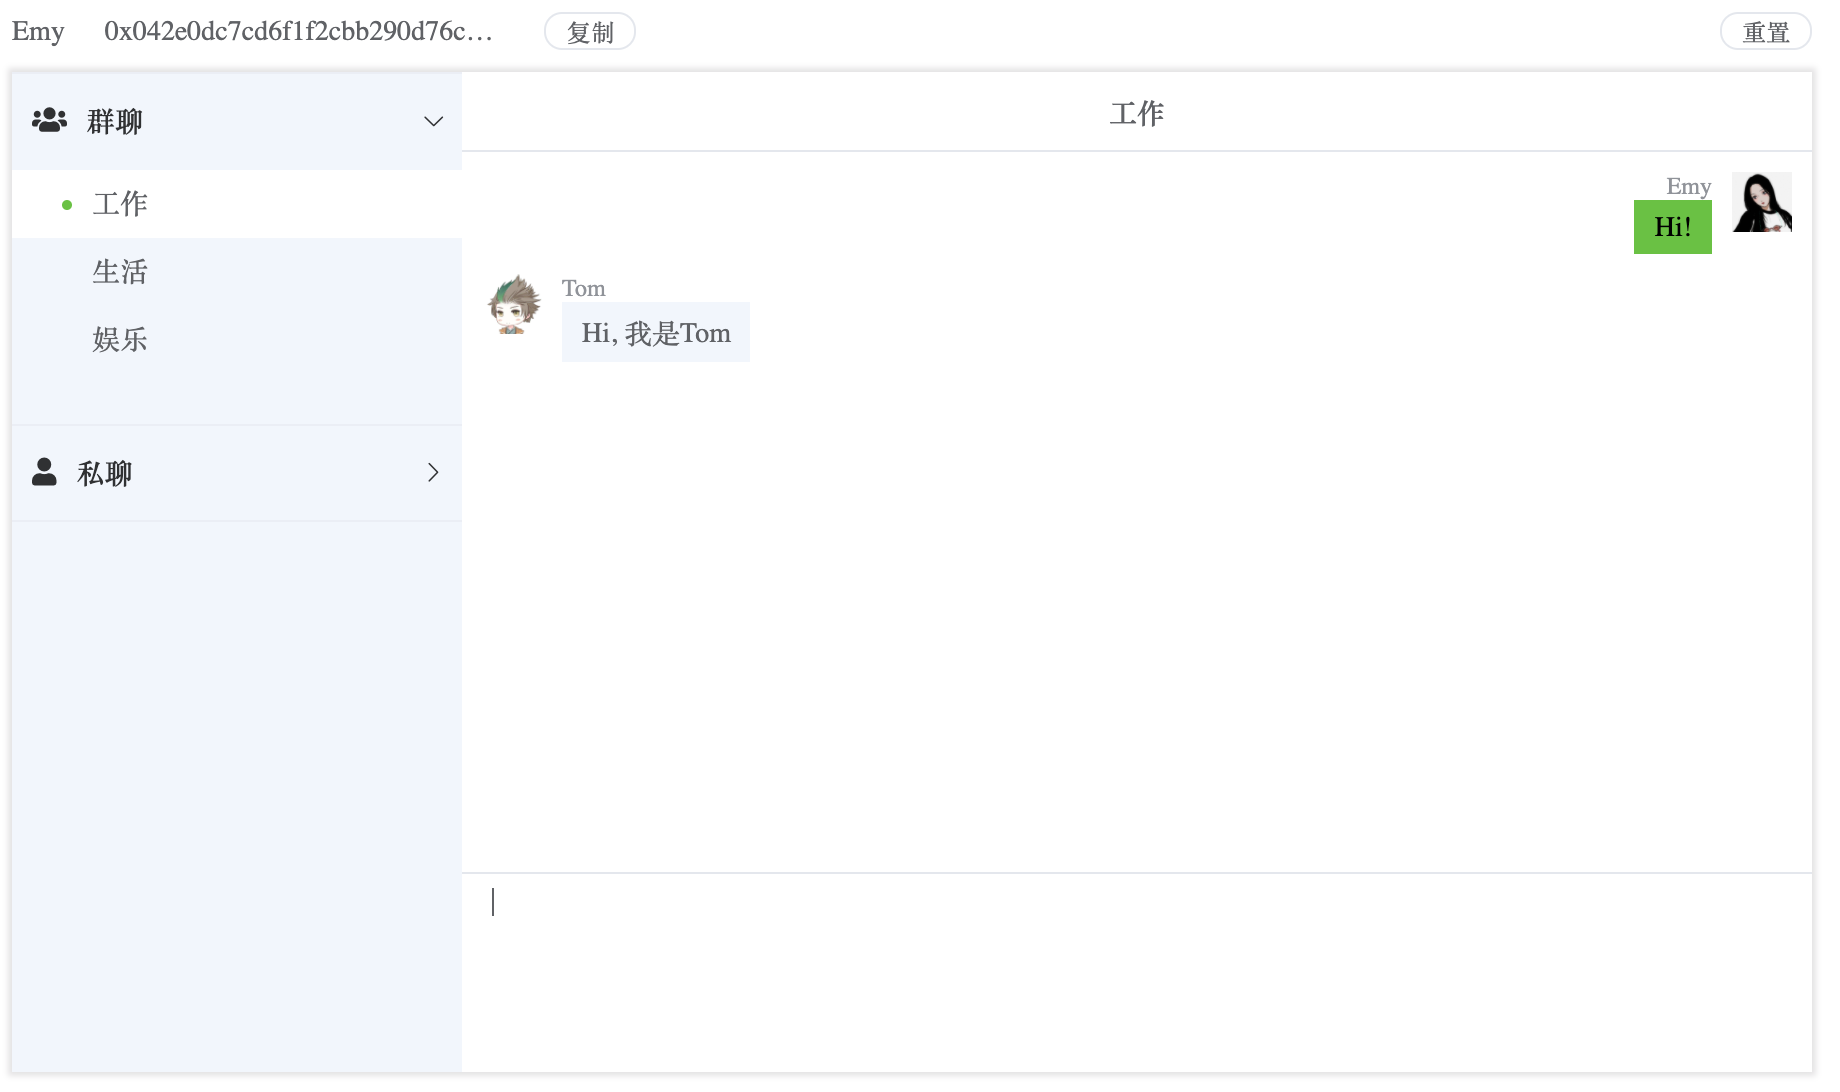 Emy 0x042e0dc7cd6f1f2cbb290d76c… 复制 重置
群聊
工作
生活
娱乐
私聊
工作
Emy
Hi!
Tom
Hi, 我是Tom